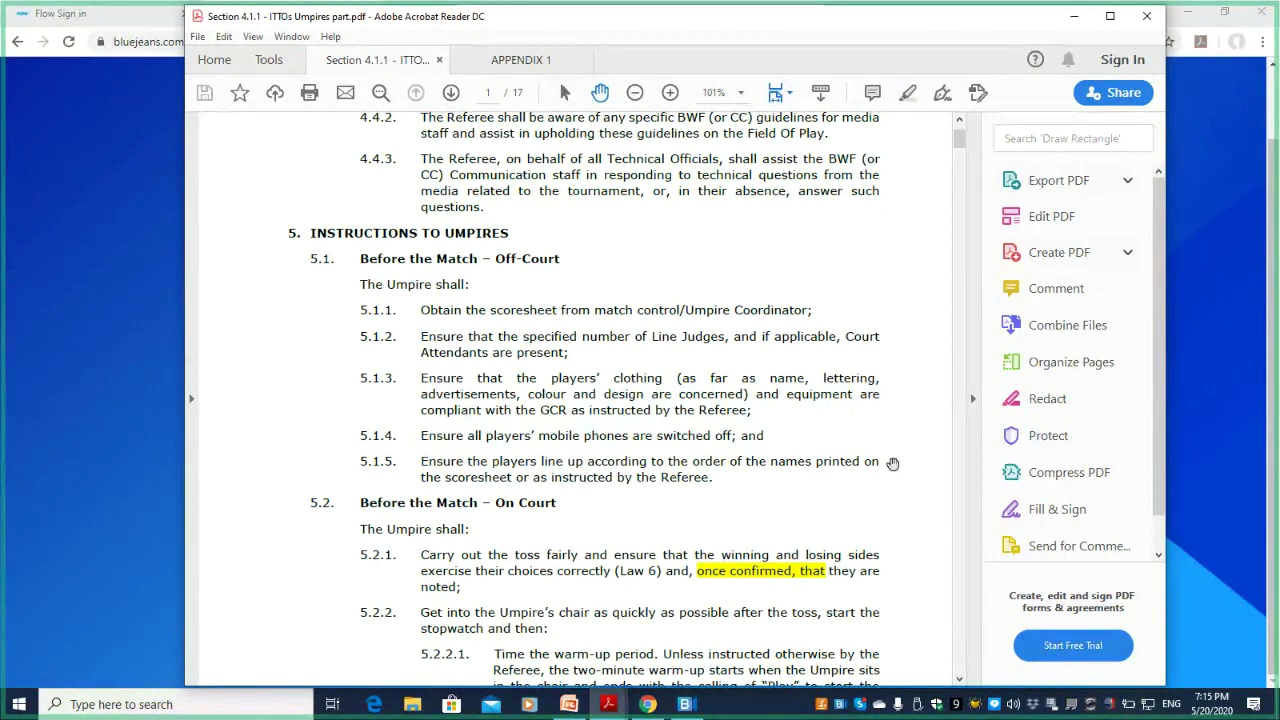 Flow Sign in
Section 4.1.1 - ITTOs Umpires part.pdf - Adobe Acrobat Reader DC
bluejeans.com
File Edit View Window Help
Home Tools Section 4.1.1 - ITTO... × APPENDIX 1 Sign In
1 / 17 101% Share
4.4.2. The Referee shall be aware of any specific BWF (or CC) guidelines for media
staff and assist in upholding these guidelines on the Field Of Play.
4.4.3. The Referee, on behalf of all Technical Officials, shall assist the BWF (or
CC) Communication staff in responding to technical questions from the
media related to the tournament, or, in their absence, answer such
questions.
5. INSTRUCTIONS TO UMPIRES
5.1. Before the Match – Off-Court
The Umpire shall:
5.1.1. Obtain the scoresheet from match control/Umpire Coordinator;
5.1.2. Ensure that the specified number of Line Judges, and if applicable, Court
Attendants are present;
5.1.3. Ensure that the players’ clothing (as far as name, lettering,
advertisements, colour and design are concerned) and equipment are
compliant with the GCR as instructed by the Referee;
5.1.4. Ensure all players’ mobile phones are switched off; and
5.1.5. Ensure the players line up according to the order of the names printed on
the scoresheet or as instructed by the Referee.
5.2. Before the Match – On Court
The Umpire shall:
5.2.1. Carry out the toss fairly and ensure that the winning and losing sides
exercise their choices correctly (Law 6) and, once confirmed, that they are
noted;
5.2.2. Get into the Umpire’s chair as quickly as possible after the toss, start the
stopwatch and then:
5.2.2.1. Time the warm-up period. Unless instructed otherwise by the
Referee, the two-minute warm-up starts when the Umpire sits
in the chair and ends with the calling of “Play” to start the
Search 'Draw Rectangle'
Export PDF
Edit PDF
Create PDF
Comment
Combine Files
Organize Pages
Redact
Protect
Compress PDF
Fill & Sign
Send for Comme...
Create, edit and sign PDF
forms & agreements
Start Free Trial
Type here to search
ENG
7:15 PM
5/20/2020